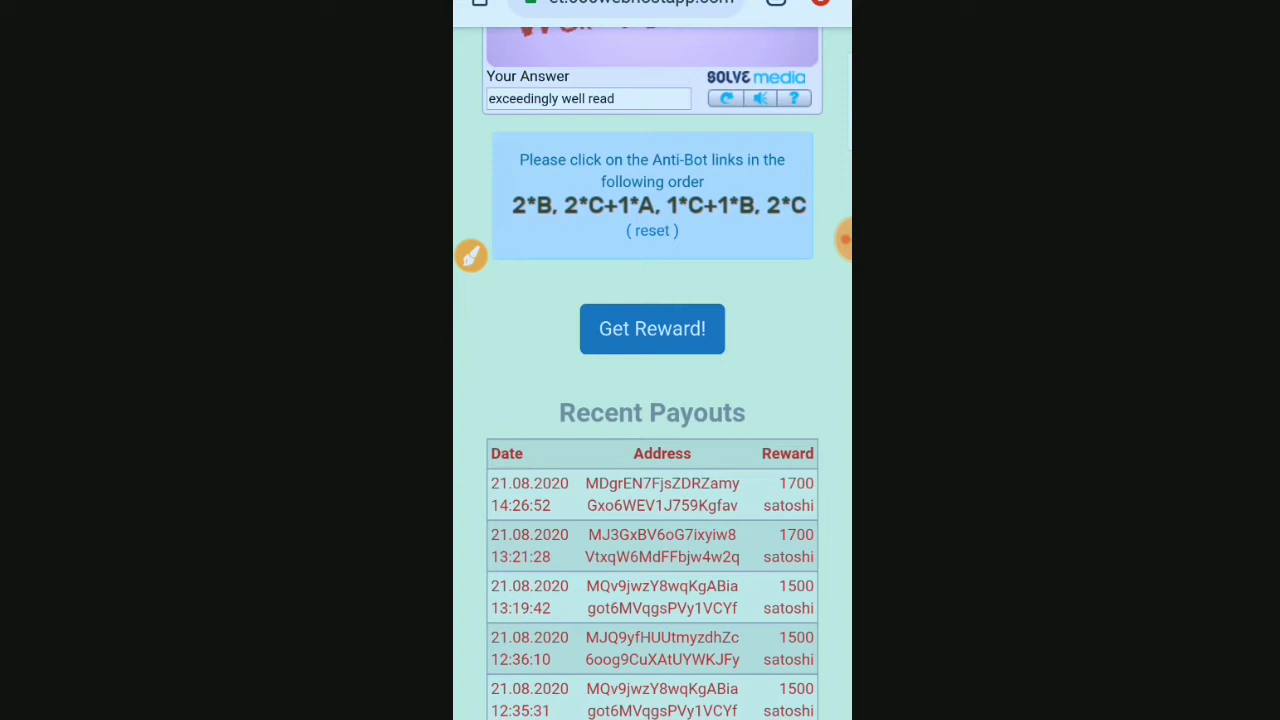 Your Answer
SOLVE media
exceedingly well read
?
Please click on the Anti-Bot links in the
following order
2*B, 2*C+1*A, 1*C+1*B, 2*C
( reset )
Get Reward!
Recent Payouts
Date Address Reward
21.08.2020 MDgrEN7FjsZDRZamy 1700
14:26:52 Gxo6WEV1J759Kgfav satoshi
21.08.2020 MJ3GxBV6oG7ixyiw8 1700
13:21:28 VtxqW6MdFFbjw4w2q satoshi
21.08.2020 MQv9jwzY8wqKgABia 1500
13:19:42 got6MVqgsPVy1VCYf satoshi
21.08.2020 MJQ9yfHUUtmyzdhZc 1500
12:36:10 6oog9CuXAtUYWKJFy satoshi
21.08.2020 MQv9jwzY8wqKgABia 1500
12:35:31 got6MVqgsPVy1VCYf satoshi